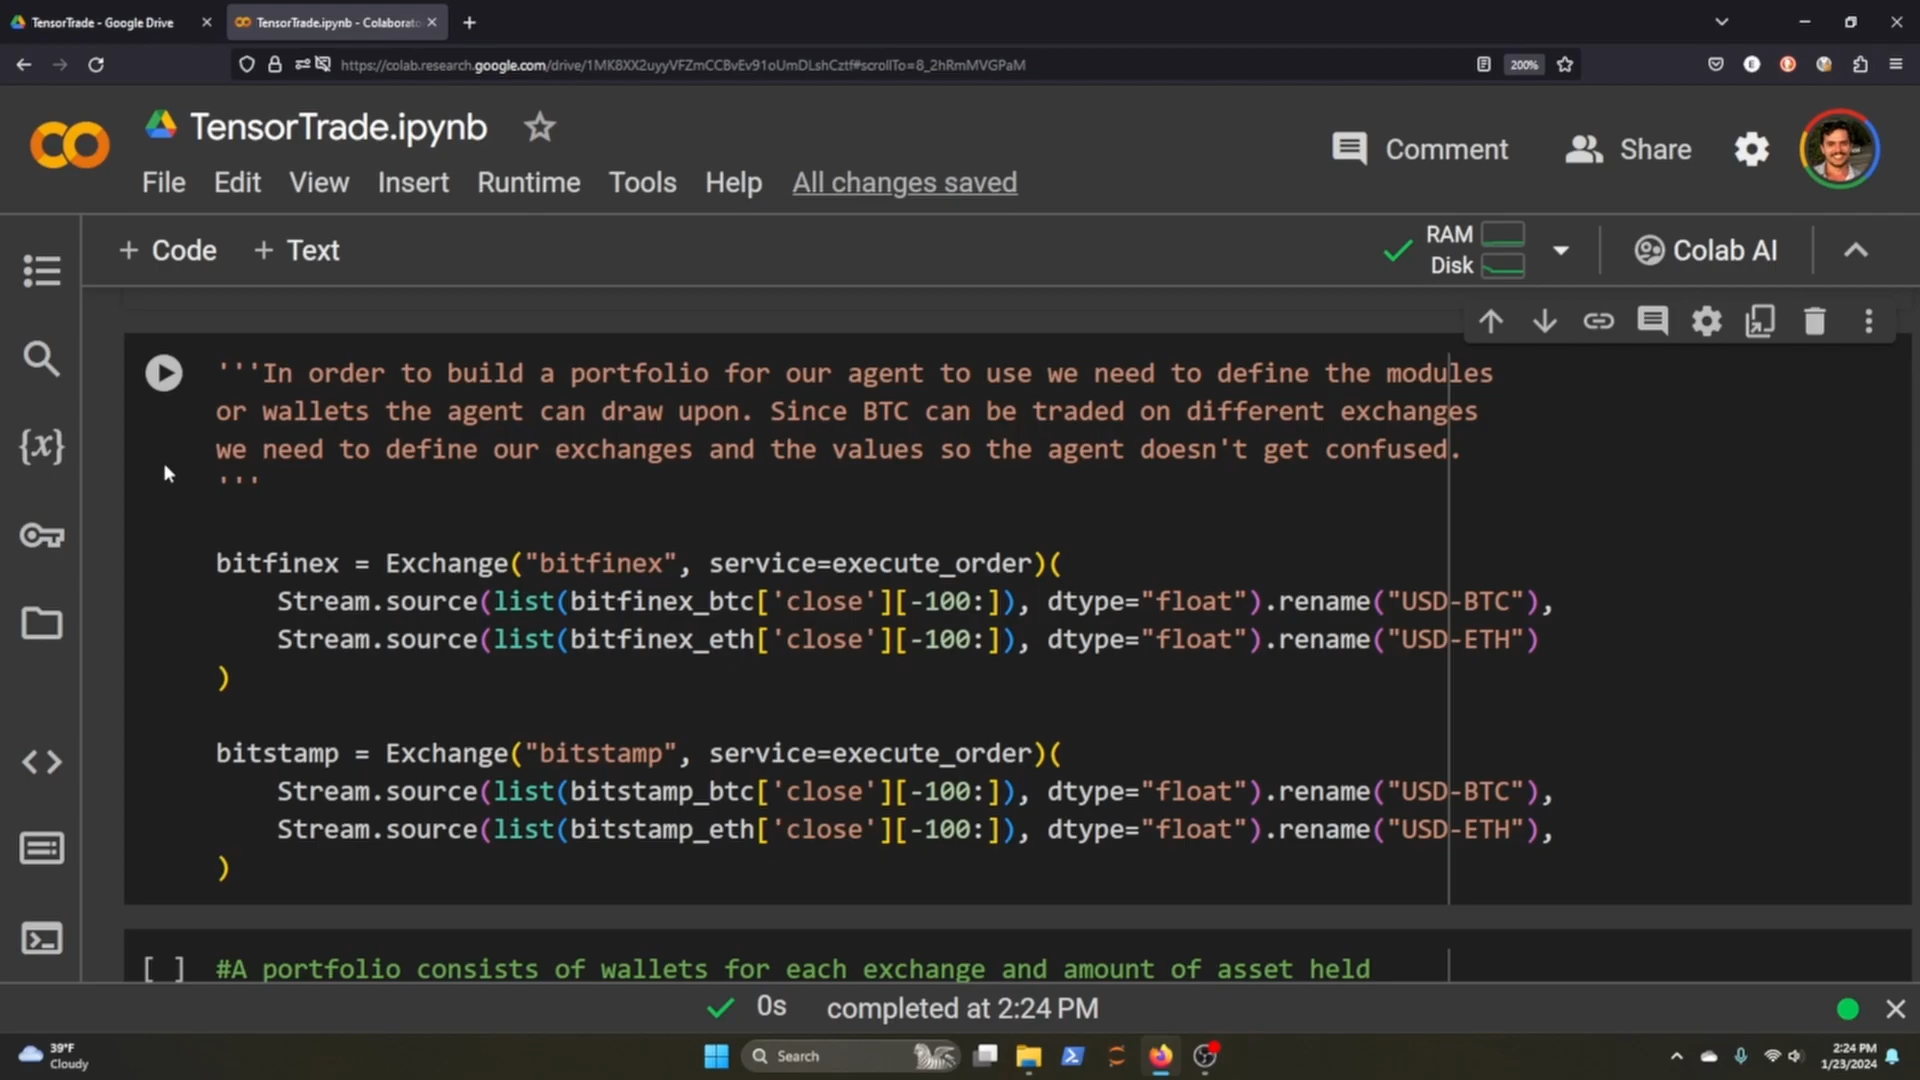 TensorTrade - Google Drive
TensorTrade.ipynb - Colaborato
https://colab.research.google.com/drive/1MK8XX2uyyVFZmCCBvEv91oUmDLshCztf#scrollTo=8_2hRmMVGPaM
200%
TensorTrade.ipynb
Comment
Share
File Edit View Insert Runtime Tools Help All changes saved
+ Code + Text
RAM
Disk
Colab AI
'''In order to build a portfolio for our agent to use we need to define the modules
or wallets the agent can draw upon. Since BTC can be traded on different exchanges
we need to define our exchanges and the values so the agent doesn't get confused.
'''
bitfinex = Exchange("bitfinex", service=execute_order)(
Stream.source(list(bitfinex_btc['close'][-100:]), dtype="float").rename("USD-BTC"),
Stream.source(list(bitfinex_eth['close'][-100:]), dtype="float").rename("USD-ETH")
)
bitstamp = Exchange("bitstamp", service=execute_order)(
Stream.source(list(bitstamp_btc['close'][-100:]), dtype="float").rename("USD-BTC"),
Stream.source(list(bitstamp_eth['close'][-100:]), dtype="float").rename("USD-ETH"),
)
[ ] #A portfolio consists of wallets for each exchange and amount of asset held
0s completed at 2:24 PM
39°F
Cloudy
Search
2:24 PM
1/23/2024